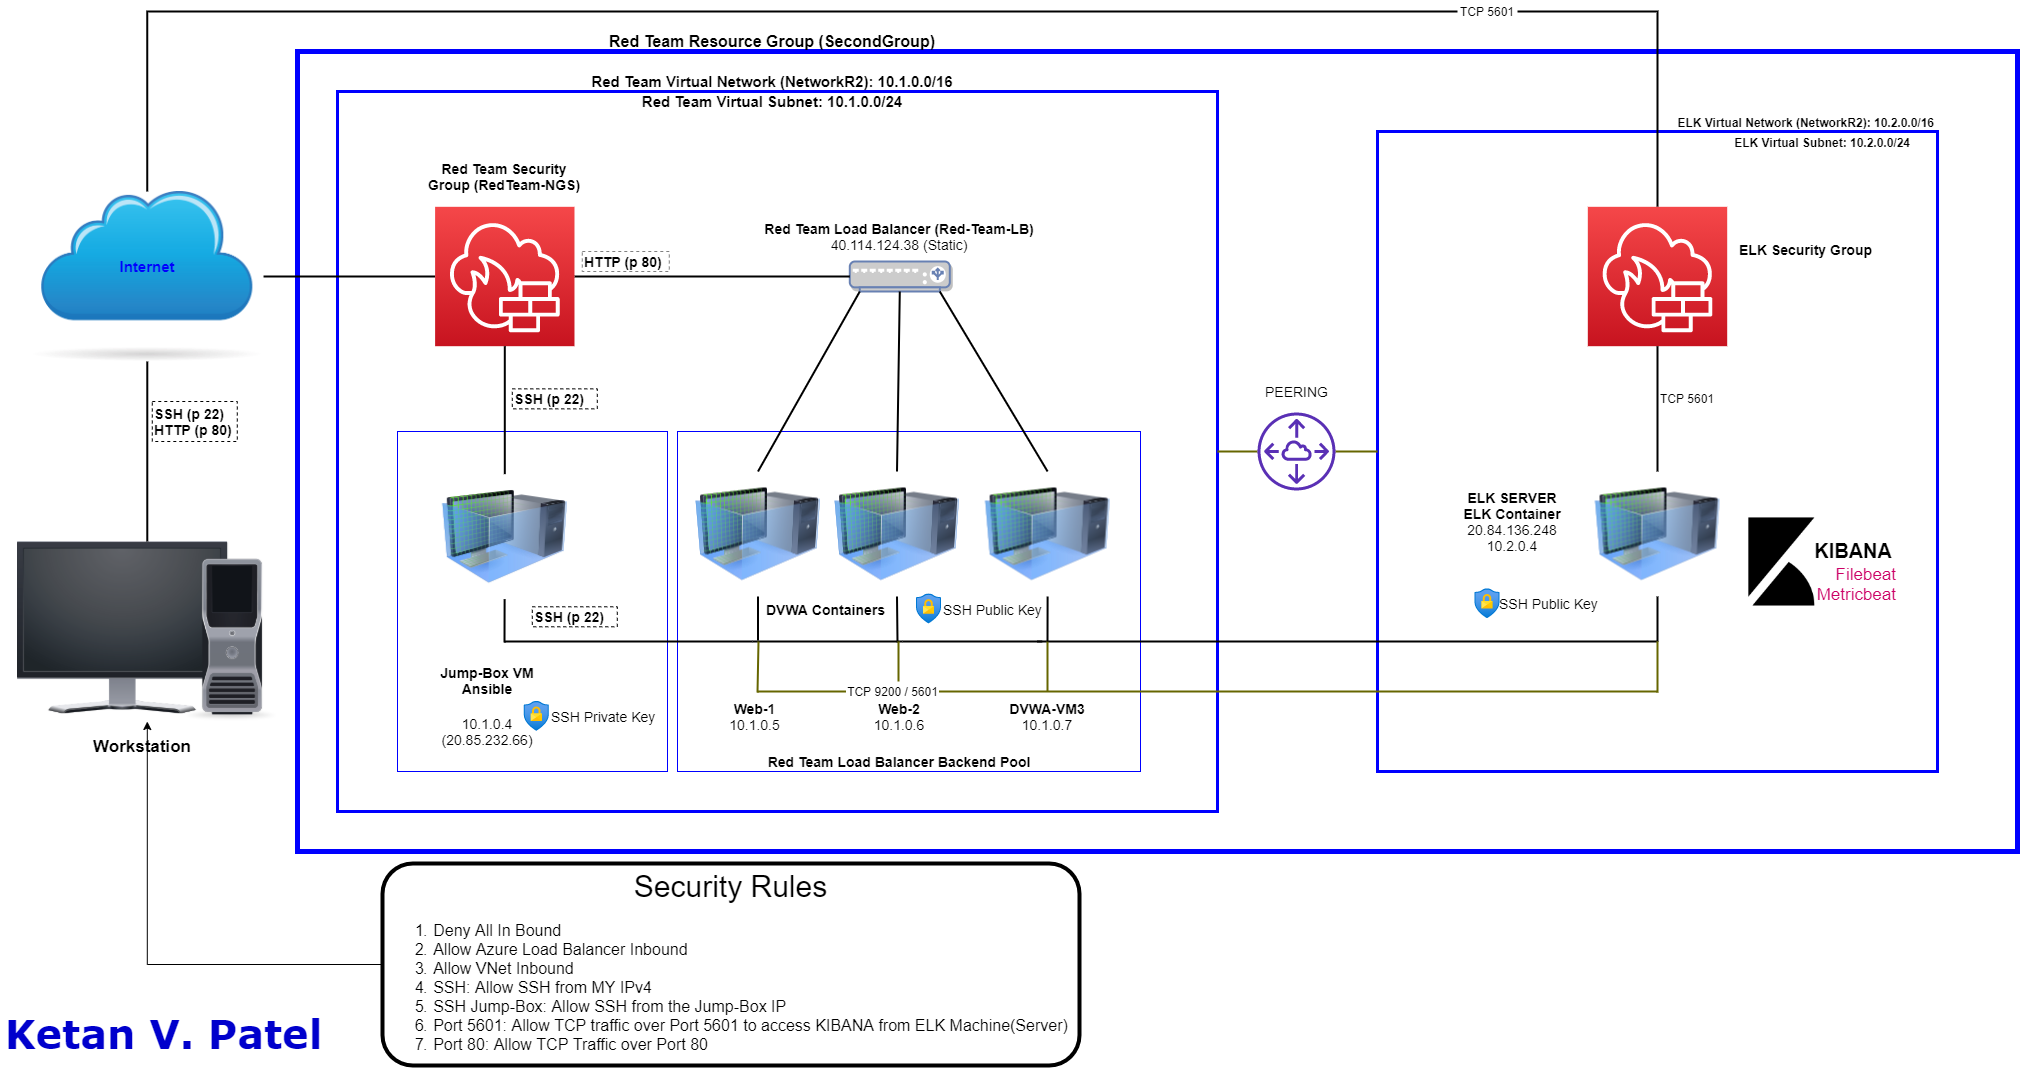 TCP 5601
Red Team Resource Group (SecondGroup)
Red Team Virtual Network (NetworkR2): 10.1.0.0/16
Red Team Virtual Subnet: 10.1.0.0/24
ELK Virtual Network (NetworkR2): 10.2.0.0/16
ELK Virtual Subnet: 10.2.0.0/24
Red Team Security
Group (RedTeam-NGS)
Red Team Load Balancer (Red-Team-LB)
40.114.124.38 (Static)
ELK Security Group
Internet
HTTP (p 80)
PEERING
SSH (p 22)
TCP 5601
SSH (p 22)
HTTP (p 80)
ELK SERVER
ELK Container
20.84.136.248
10.2.0.4
KIBANA
Filebeat
Metricbeat
SSH (p 22)
DVWA Containers
SSH Public Key
SSH Public Key
Jump-Box VM
Ansible
10.1.0.4
(20.85.232.66)
SSH Private Key
TCP 9200 / 5601
Web-1
10.1.0.5
Web-2
10.1.0.6
DVWA-VM3
10.1.0.7
Workstation
Red Team Load Balancer Backend Pool
Security Rules
1. Deny All In Bound
2. Allow Azure Load Balancer Inbound
3. Allow VNet Inbound
4. SSH: Allow SSH from MY IPv4
5. SSH Jump-Box: Allow SSH from the Jump-Box IP
6. Port 5601: Allow TCP traffic over Port 5601 to access KIBANA from ELK Machine(Server)
7. Port 80: Allow TCP Traffic over Port 80
Ketan V. Patel